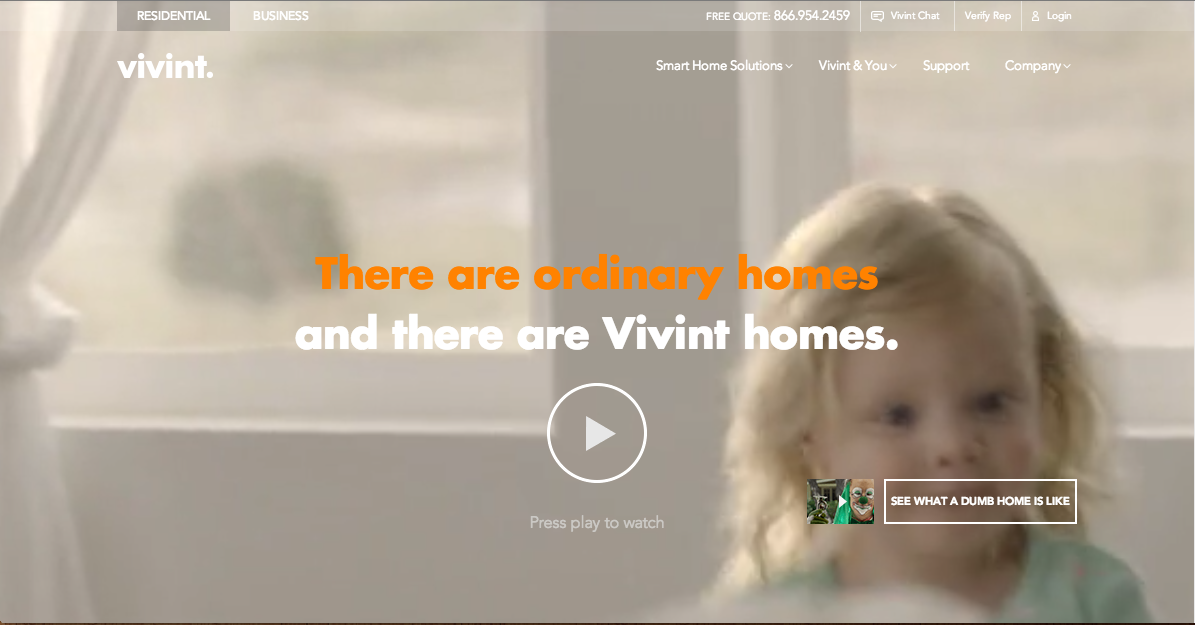 RESIDENTIAL
BUSINESS
FREE QUOTE: 866.954.2459
Vivint Chat
Verify Rep
Login
vivint.
Smart Home Solutions
Vivint & You
Support
Company
There are ordinary homes
and there are Vivint homes.
SEE WHAT A DUMB HOME IS LIKE
Press play to watch